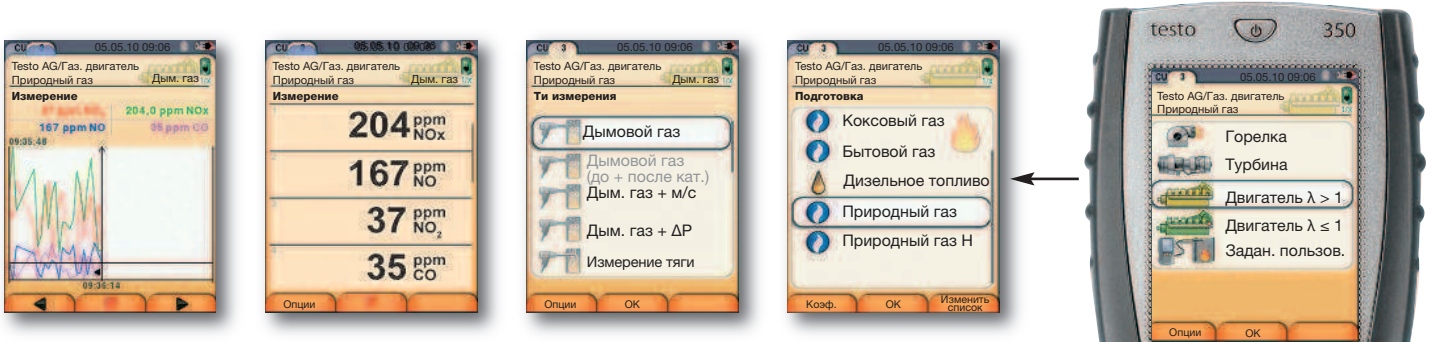 CU
05.05.10 09:06
Testo AG/Газ. двигатель
Природный газ
Дым. газ
Измерение
204,0 ppm NOx
167 ppm NO
35 ppm CO
09:35:48
09:36:14
CU
Testo AG/Газ. двигатель
Природный газ
Дым. газ
Измерение
204 ppm NOx
167 ppm NO
37 ppm NO₂
35 ppm CO
Опции
CU 3
05.05.10 09:06
Testo AG/Газ. двигатель
Природный газ
Дым. газ
Ти измерения
Дымовой газ
Дымовой газ
(до + после кат.)
Дым. газ + м/с
Дым. газ + ΔP
Измерение тяги
Опции
OK
CU 3
05.05.10 09:06
Testo AG/Газ. двигатель
Природный газ
Дым. газ
Подготовка
Коксовый газ
Бытовой газ
Дизельное топливо
Природный газ
Природный газ H
Коэф.
OK
Изменить
список
testo
350
CU 3
05.05.10 09:06
Testo AG/Газ. двигатель
Природный газ
Горелка
Турбина
Двигатель λ > 1
Двигатель λ ≤ 1
Задан. пользов.
Опции
OK